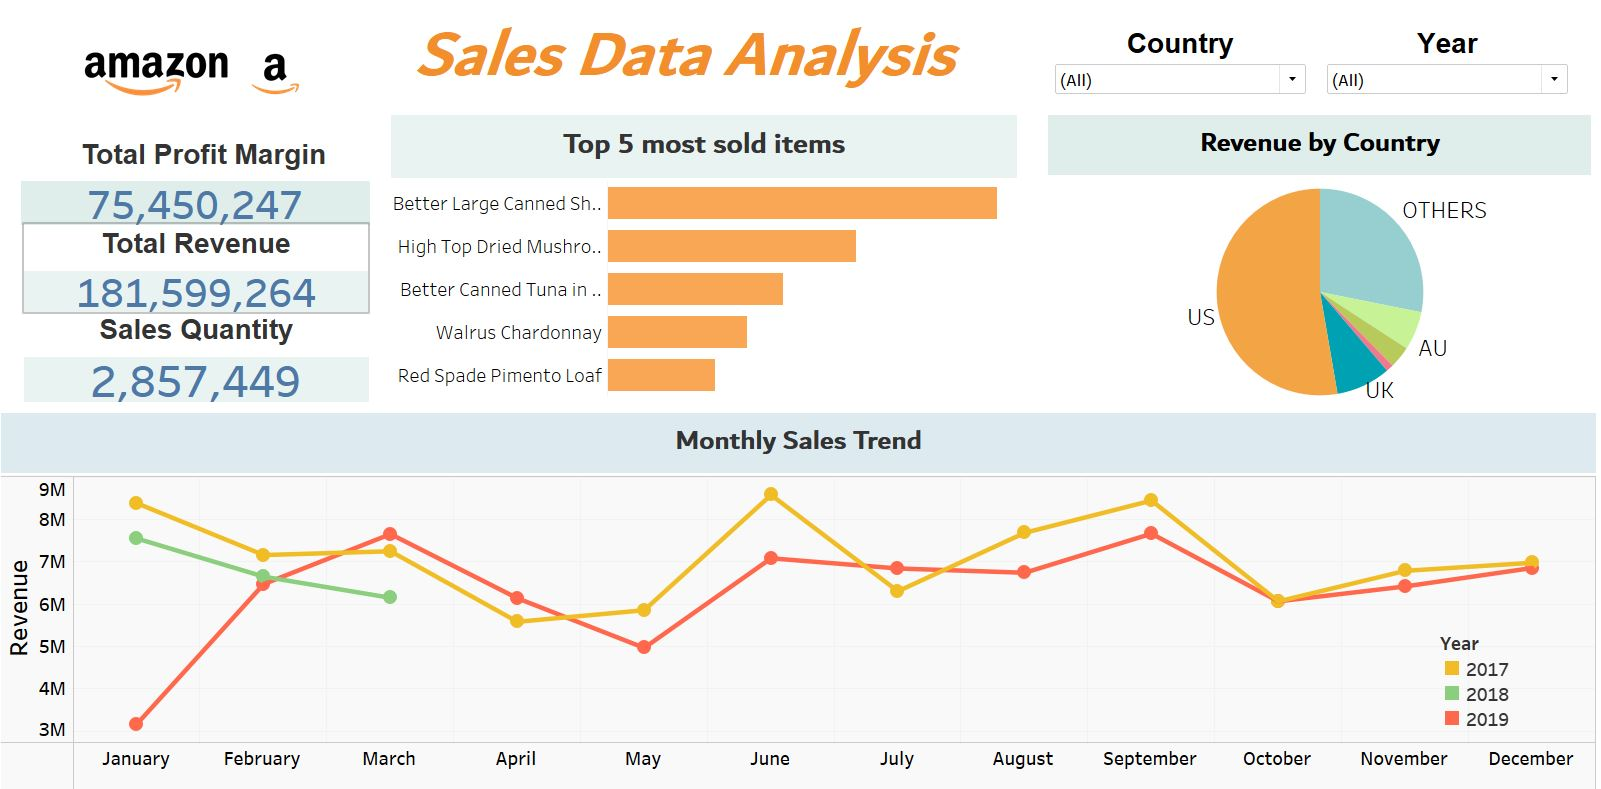 amazon a
Sales Data Analysis
Country
Year
(All)
(All)
Total Profit Margin
75,450,247
Total Revenue
181,599,264
Sales Quantity
2,857,449
Top 5 most sold items
Better Large Canned Sh..
High Top Dried Mushro..
Better Canned Tuna in ..
Walrus Chardonnay
Red Spade Pimento Loaf
Revenue by Country
OTHERS
US
AU
UK
Monthly Sales Trend
Revenue
9M
8M
7M
6M
5M
4M
3M
Year
2017
2018
2019
January
February
March
April
May
June
July
August
September
October
November
December